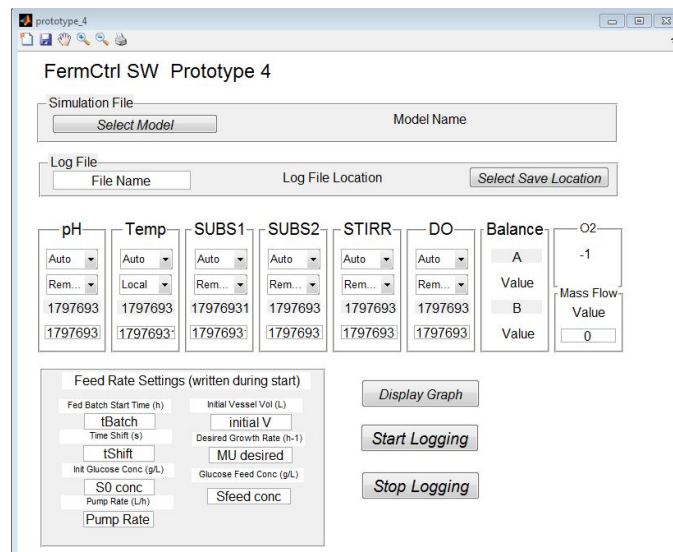 prototype_4
FermCtrl SW Prototype 4
Simulation File
Select Model
Model Name
Log File
File Name
Log File Location
Select Save Location
pH Temp SUBS1 SUBS2 STIRR DO Balance O2
Auto Auto Auto Auto Auto Auto A -1
Rem... Local Rem... Rem... Rem... Rem... Value
Mass Flow
1797693 1797693 17976931 1797693 1797693 1797693 B Value
1797693 1797693 1797693 1797693 1797693 1797693 Value 0
Feed Rate Settings (written during start)
Fed Batch Start Time (h) Initial Vessel Vol (L)
tBatch initial V
Time Shift (s) Desired Growth Rate (h-1)
tShift MU desired
Init Glucose Conc (g/L) Glucose Feed Conc (g/L)
S0 conc Sfeed conc
Pump Rate (L/h)
Pump Rate
Display Graph
Start Logging
Stop Logging